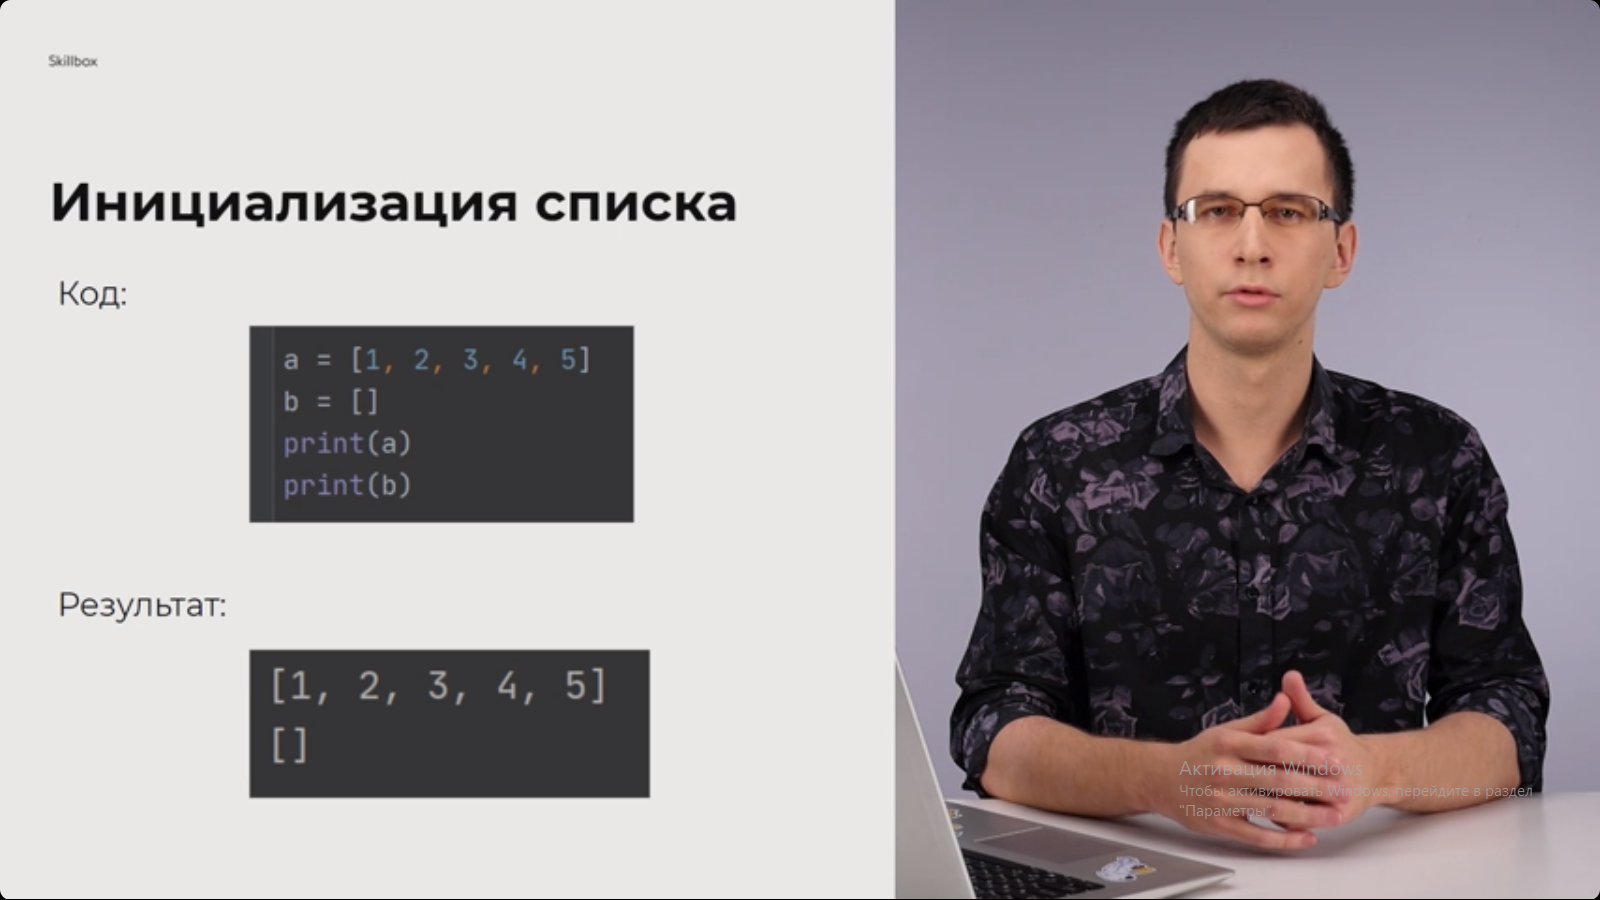 Skillbox
Инициализация списка
Код:
a = [1, 2, 3, 4, 5]
b = []
print(a)
print(b)
Результат:
[1, 2, 3, 4, 5]
[]
Активация Windows
Чтобы активировать Windows, перейдите в раздел
"Параметры".